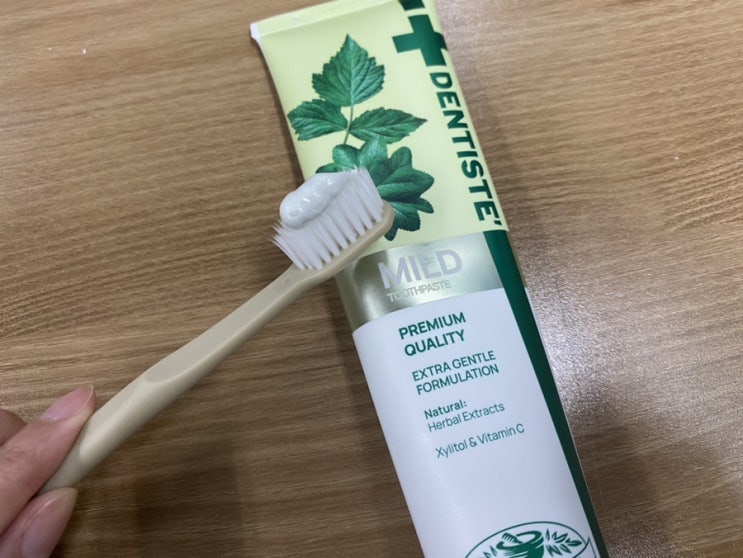 DENTISTE'
MILD
TOOTHPASTE
PREMIUM
QUALITY
EXTRA GENTLE
FORMULATION
Natural:
Herbal Extracts
Xylitol & Vitamin C